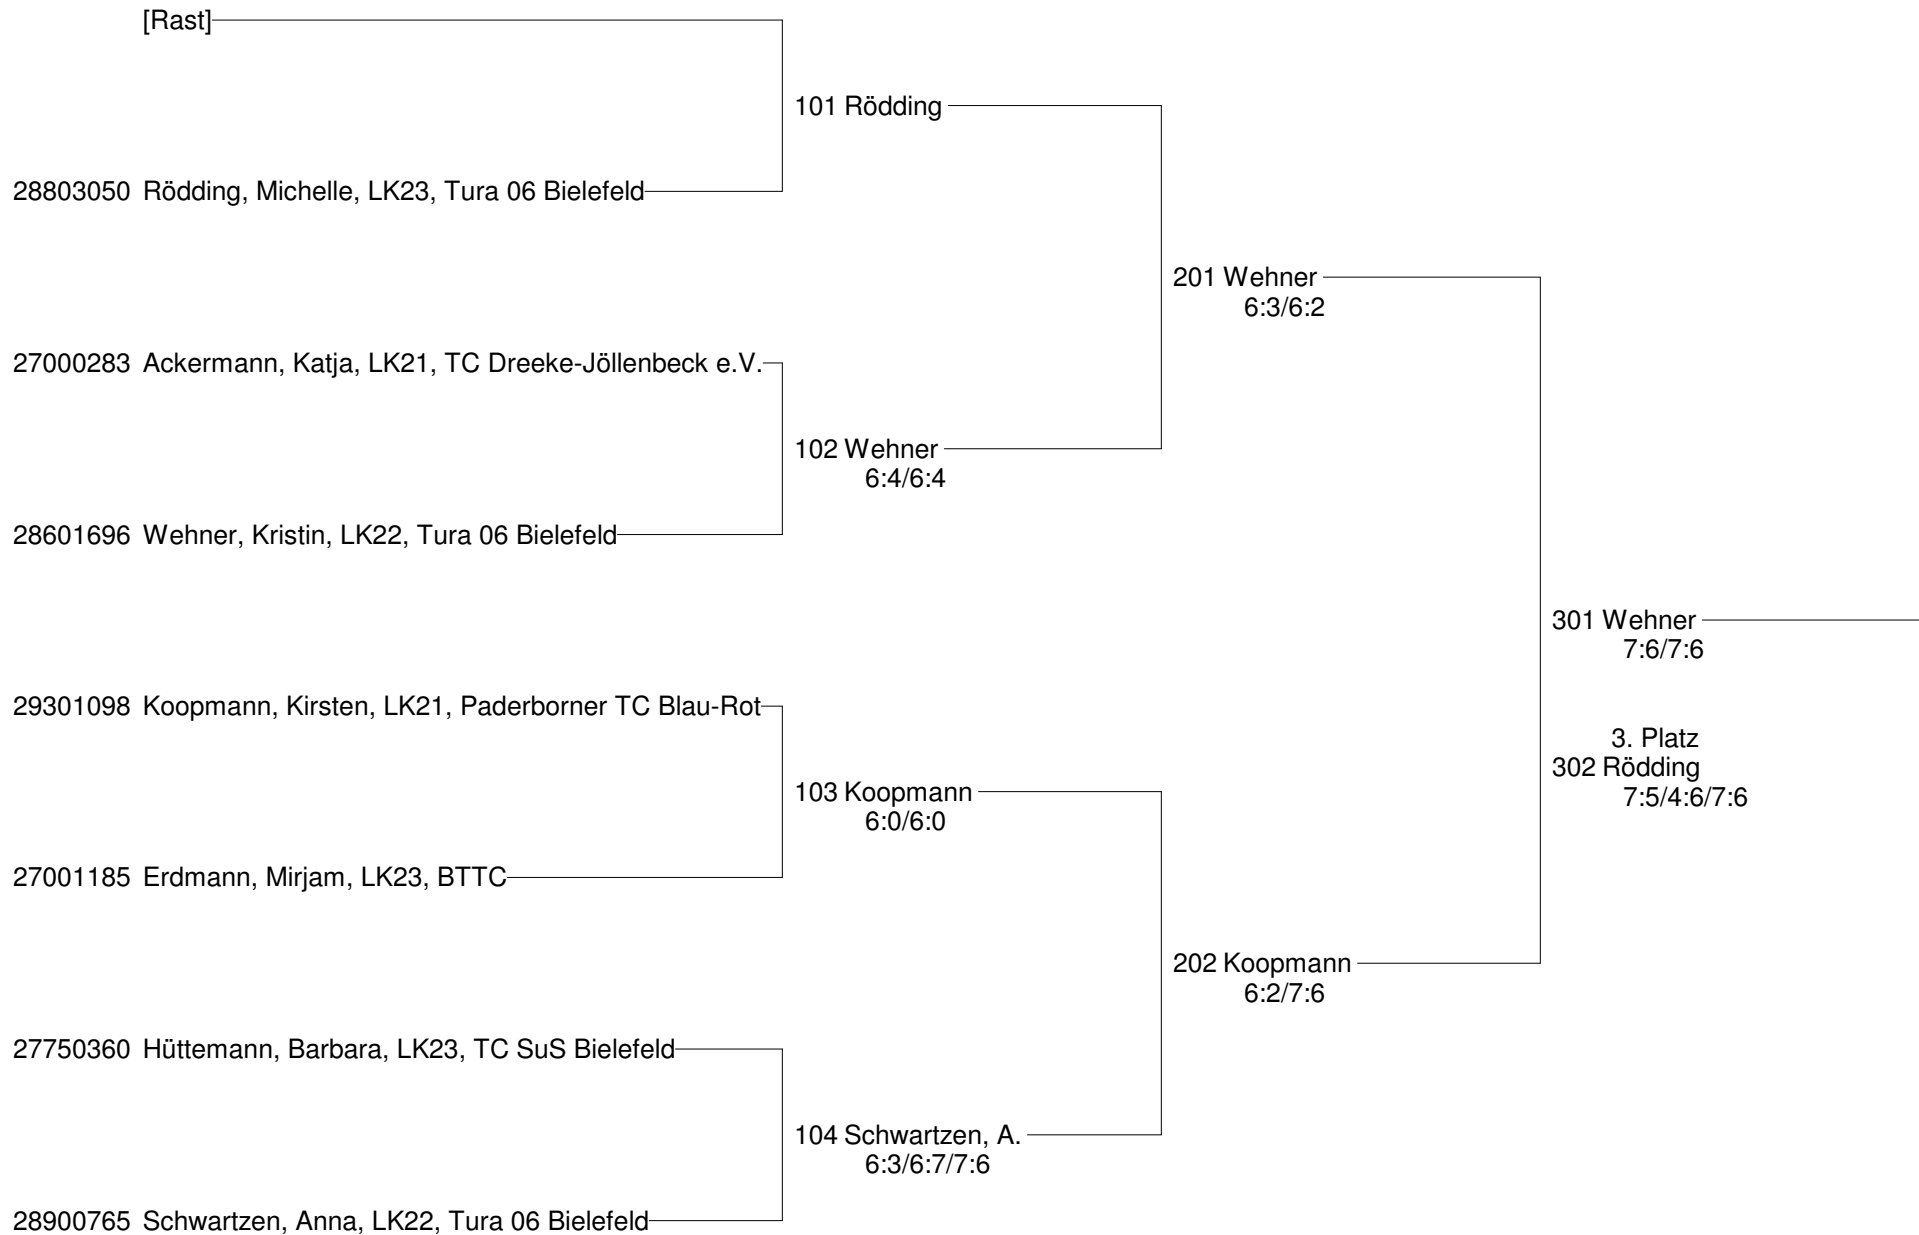 [Rast]
101 Rödding
28803050 Rödding, Michelle, LK23, Tura 06 Bielefeld
201 Wehner
6:3/6:2
27000283 Ackermann, Katja, LK21, TC Dreeke-Jöllenbeck e.V.
102 Wehner
6:4/6:4
28601696 Wehner, Kristin, LK22, Tura 06 Bielefeld
301 Wehner
7:6/7:6
29301098 Koopmann, Kirsten, LK21, Paderborner TC Blau-Rot
3. Platz
302 Rödding
7:5/4:6/7:6
103 Koopmann
6:0/6:0
27001185 Erdmann, Mirjam, LK23, BTTC
202 Koopmann
6:2/7:6
27750360 Hüttemann, Barbara, LK23, TC SuS Bielefeld
104 Schwartzen, A.
6:3/6:7/7:6
28900765 Schwartzen, Anna, LK22, Tura 06 Bielefeld